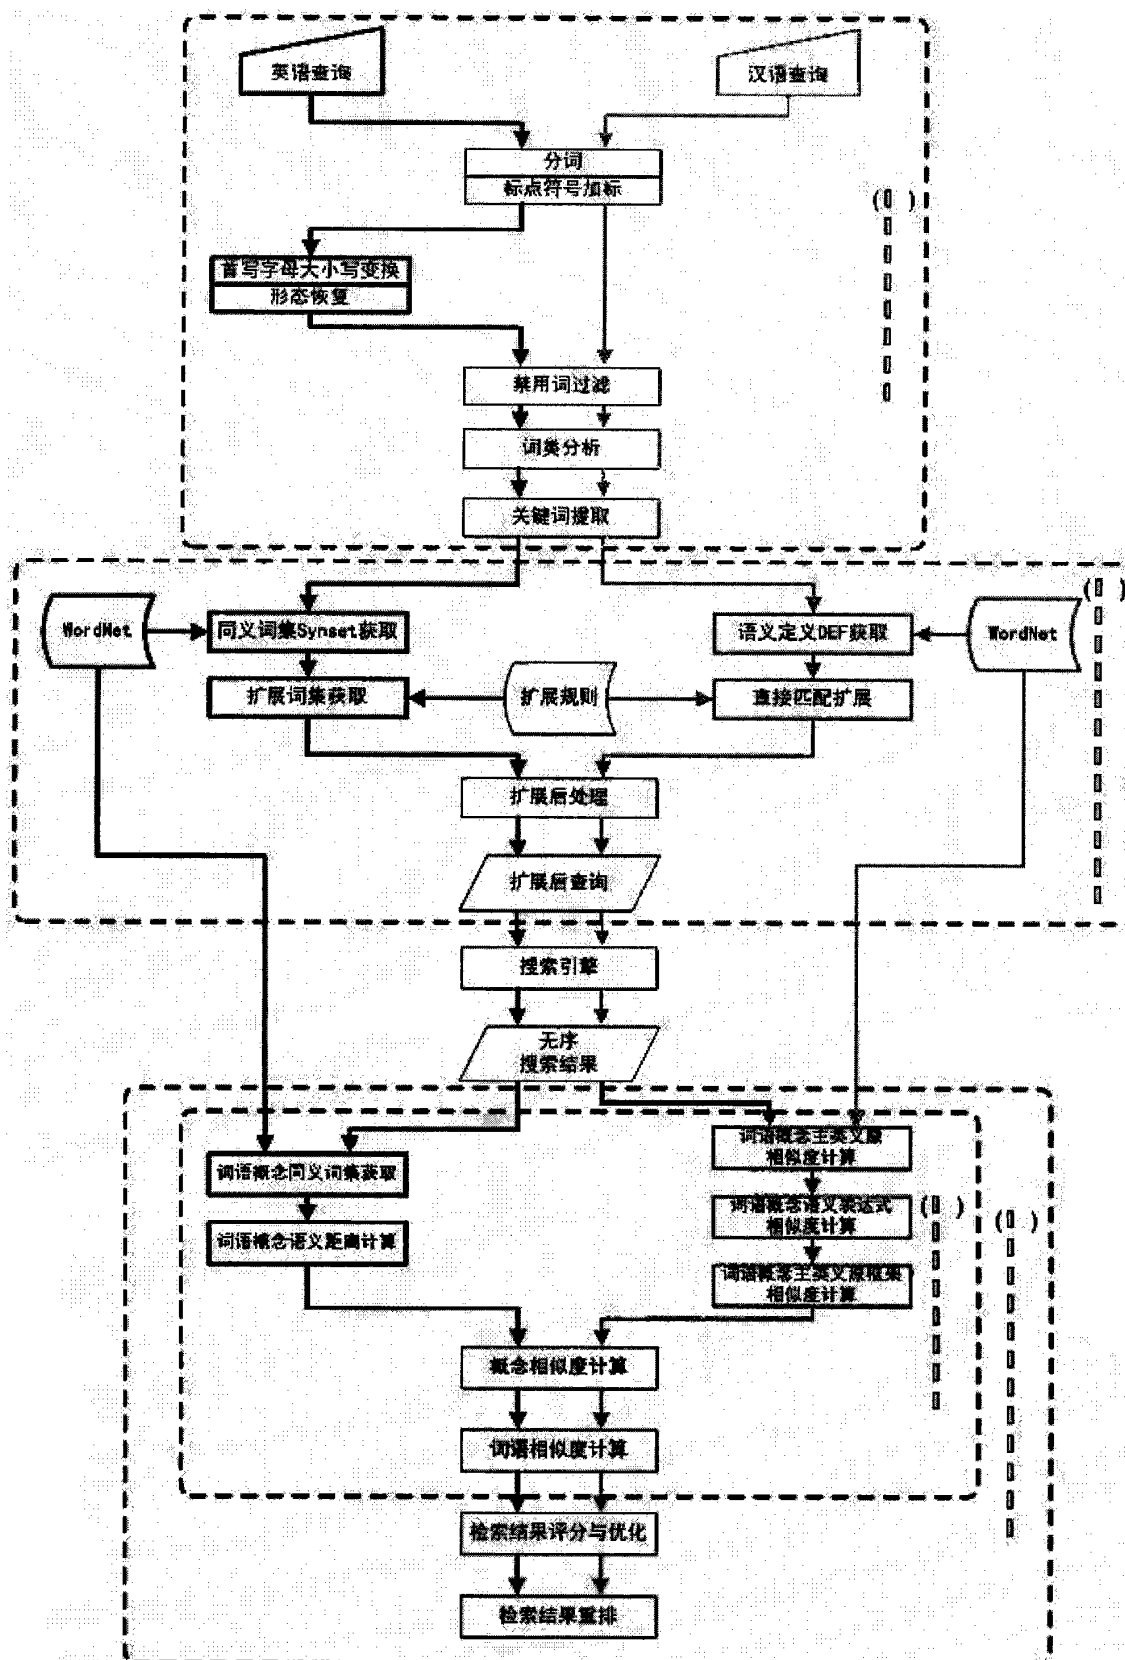 英语查询
汉语查询
分词
标点符号加标
首写字母大小写变换
形态恢复
禁用词过滤
词类分析
关键词提取
WordNet
同义词集Synset获取
语义定义DEF获取
WordNet
扩展词集获取
扩展规则
直接匹配扩展
扩展后处理
扩展后查询
搜索引擎
无序
搜索结果
词语概念主类义原
相似度计算
词语概念同义词集获取
词语概念语义表达式
相似度计算
词语概念语义距离计算
词语概念主类义原框架
相似度计算
概念相似度计算
词语相似度计算
检索结果评分与优化
检索结果重排